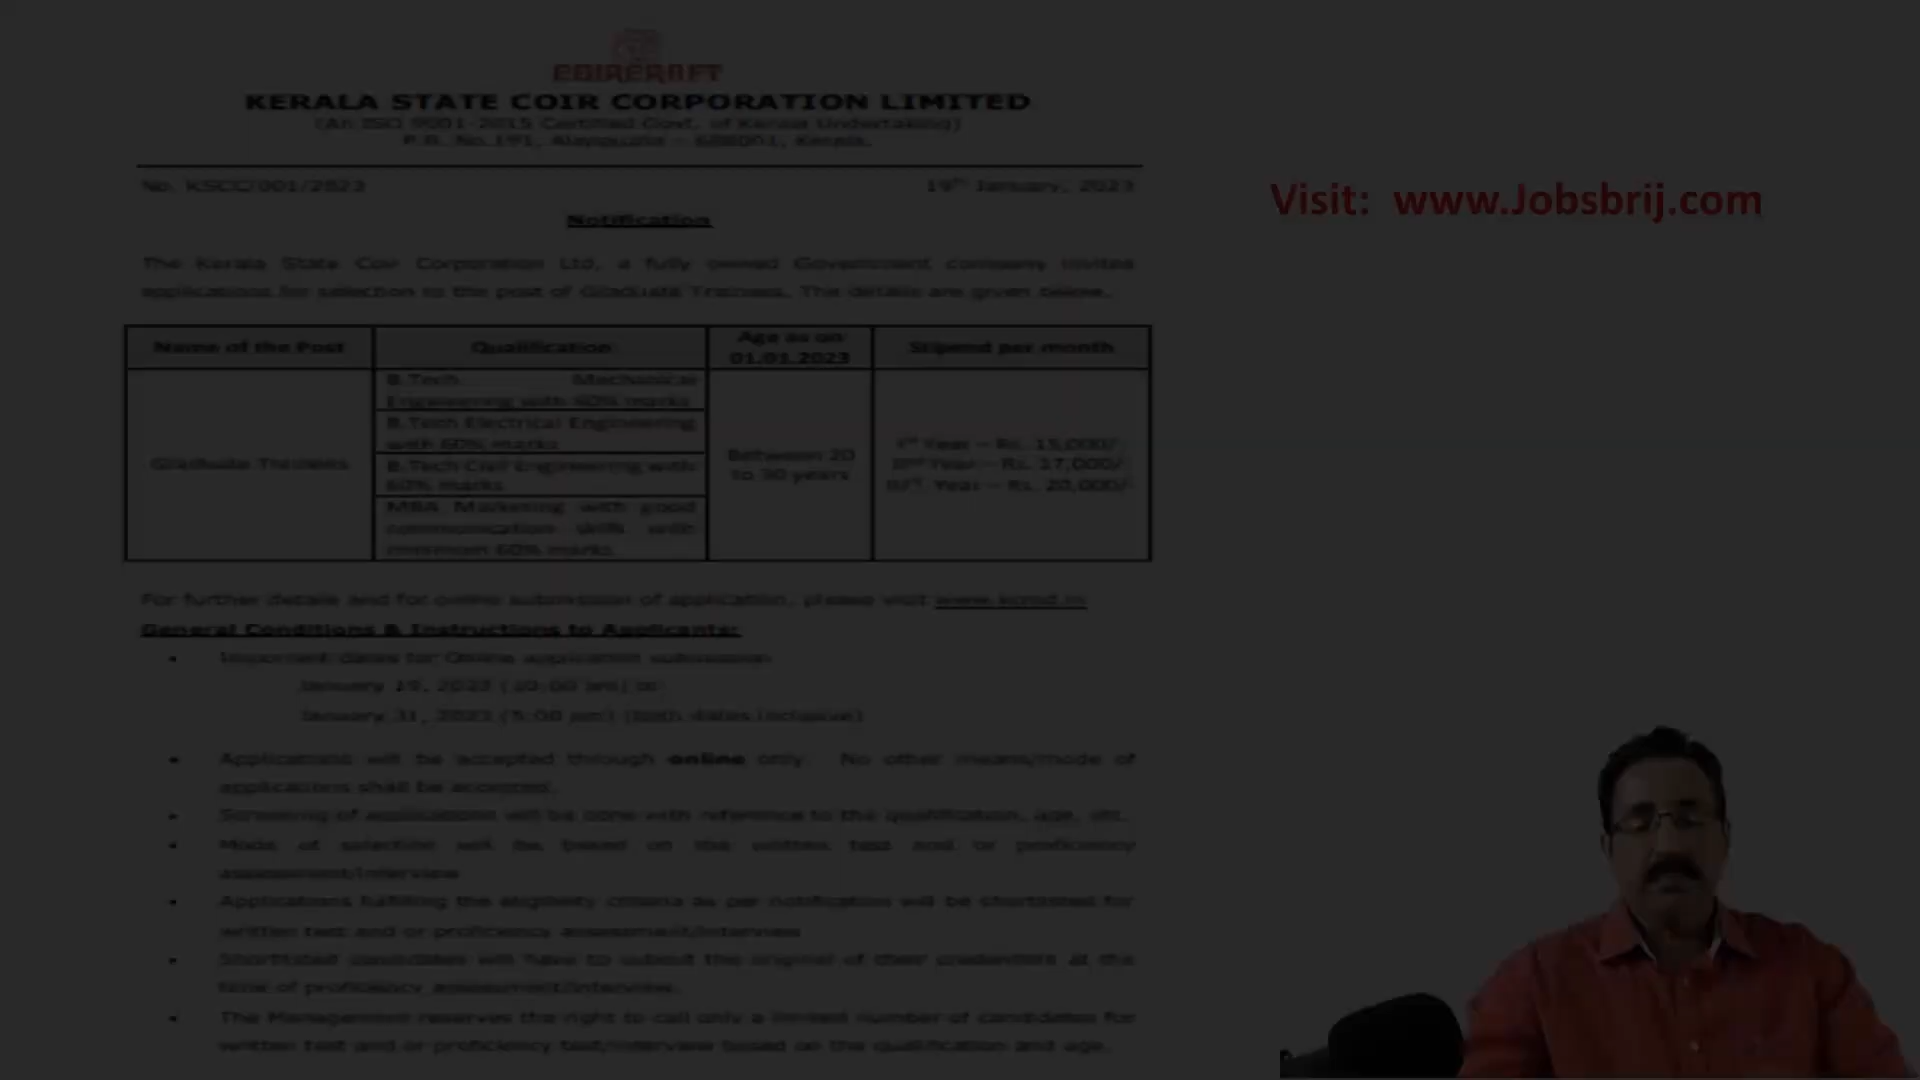 COIRCRAFT
KERALA STATE COIR CORPORATION LIMITED
(An ISO 9001-2015 Certified Govt. of Kerala Undertaking)
P.B. No.191, Alappuzha – 688001, Kerala.
No. KSCC/001/2023
19th January, 2023
Visit: www.Jobsbrij.com
Notification
The Kerala State Coir Corporation Ltd, a fully owned Government company invited
applications for selection to the post of Graduate Trainees. The details are given below.
Name of the Post
Qualification
Age as on
01.01.2023
Stipend per month
Graduate Trainees
B.Tech Mechanical
Engineering with 60% marks
B.Tech Electrical Engineering
with 60% marks
B.Tech Civil Engineering with
60% marks
MBA Marketing with good
communication skills with
minimum 60% marks
Between 20
to 30 years
Ist Year – Rs. 15,000/-
IInd Year – Rs. 17,000/-
Year – Rs. 20,000/-
For further details and for online submission of application, please visit www.kcmd.in
General Conditions & Instructions to Applicants:
• Important dates for Online application submission
January 19, 2023 (10:00 am) to
January 31, 2023 (5:00 pm) (both dates inclusive)
• Applications will be accepted through online only. No other means/mode of
applications shall be accepted.
• Screening of applications will be done with reference to the qualification, age, etc.
• Mode of selection will be based on the written test and or proficiency
assessment/interview
• Applications fulfilling the eligibility criteria as per notification will be shortlisted for
written test and or proficiency assessment/interview
• Shortlisted candidates will have to submit the original of their credentials at the
time of proficiency assessment/interview.
• The Management reserves the right to call only a limited number of candidates for
written test and or proficiency test/interview based on the qualification and age.